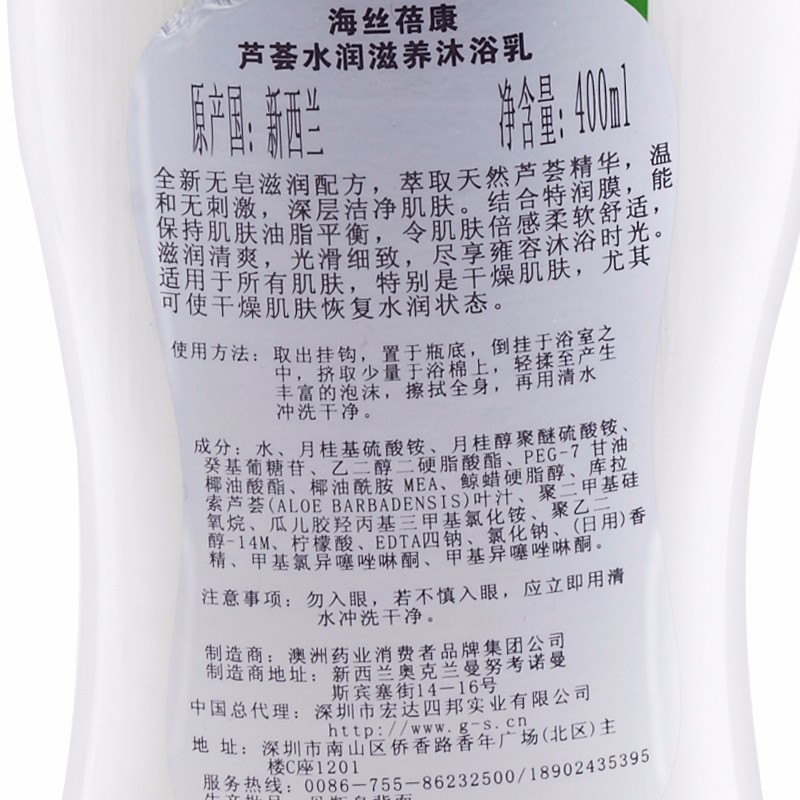 海丝蓓康
芦荟水润滋养沐浴乳
原产国：新西兰 净含量：400ml
全新无皂滋润配方，萃取天然芦荟精华，温
和无刺激，深层洁净肌肤。结合特润膜，能
保持肌肤油脂平衡，令肌肤倍感柔软舒适，
滋润清爽，光滑细致，尽享雍容沐浴时光。
适用于所有肌肤，特别是干燥肌肤，尤其
可使干燥肌肤恢复水润状态。
使用方法：取出挂钩，置于瓶底，倒挂于浴室之
中，挤取少量于浴棉上，轻揉至产生
丰富的泡沫，擦拭全身，再用清水
冲洗干净。
成分：水、月桂基硫酸铵、月桂醇聚醚硫酸铵、
癸基葡糖苷、乙二醇二硬脂酸酯、PEG-7 甘油
椰油酸酯、椰油酰胺 MEA、鲸蜡硬脂醇、库拉
索芦荟(ALOE BARBADENSIS)叶汁、聚二甲基硅
氧烷、瓜儿胶羟丙基三甲基氯化铵、聚乙二
醇-14M、柠檬酸、EDTA四钠、氯化钠、(日用)香
精、甲基氯异噻唑啉酮、甲基异噻唑啉酮。
注意事项：勿入眼，若不慎入眼，应立即用清
水冲洗干净。
制造商：澳洲药业消费者品牌集团公司
制造商地址：新西兰奥克兰曼努考诺曼
斯宾塞街14－16号
中国总代理：深圳市宏达四邦实业有限公司
http://www.g-s.cn
地 址：深圳市南山区侨香路香年广场(北区)主
楼C座1201
服务热线：0086-755-86232500/18902435395